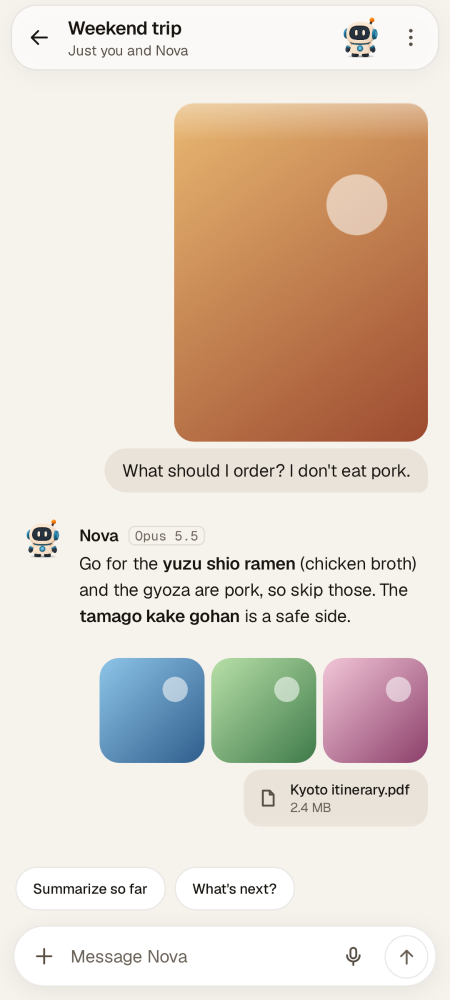 Weekend trip
Just you and Nova
What should I order? I don't eat pork.
Nova Opus 5.5
Go for the yuzu shio ramen (chicken broth)
and the gyoza are pork, so skip those. The
tamago kake gohan is a safe side.
Kyoto itinerary.pdf
2.4 MB
Summarize so far What's next?
Message Nova